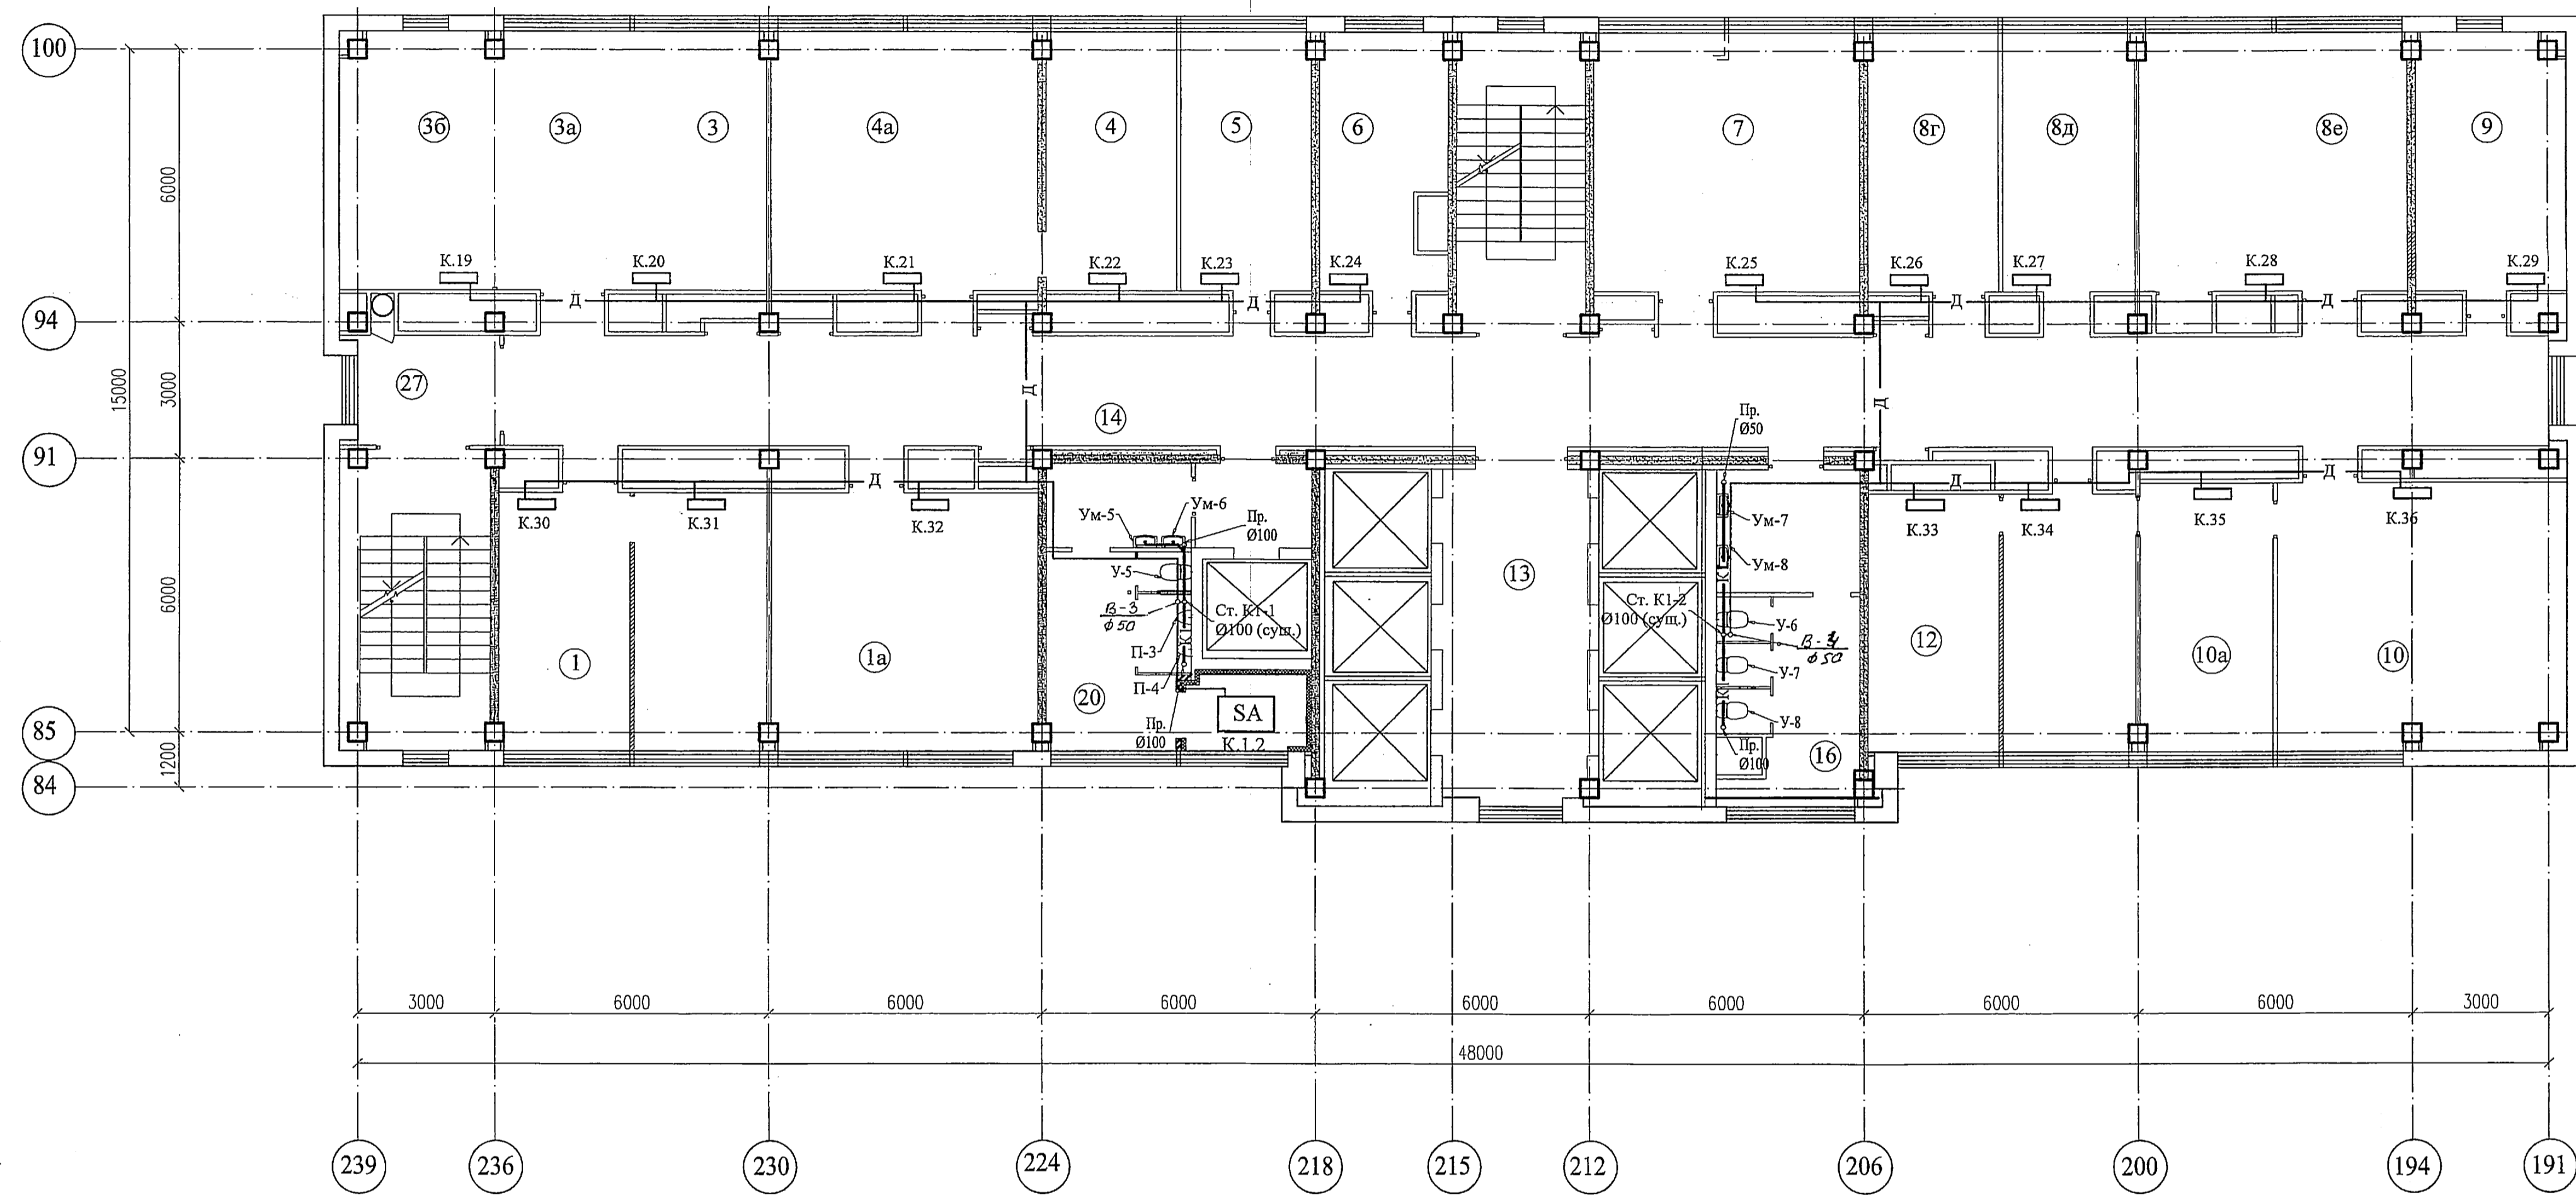 100
3б
3а
3
4а
4
5
6
7
8г
8д
8е
9
6000
К.19
К.20
К.21
К.22
К.23
К.24
К.25
К.26
К.27
К.28
К.29
Д
Д
Д
Д
94
15000
3000
27
Д
14
Д
Пр.
Ø50
91
Д
Д
Д
К.30
К.31
К.32
Ум-5
Ум-6
Пр.
Ø100
Ум-7
К.33
К.34
К.35
К.36
У-5
13
Ум-8
К
6000
В-3
ф50
Ст. К1-1
Ø100 (сущ.)
Ст. К1-2
Ø100 (сущ.)
У-6
12
К
П-3
ф50
1
1а
10а
10
У-7
П-4
20
К
SA
К.1.2
У-8
Пр.
Ø100
Пр.
Ø100
16
85
1200
84
3000
6000
6000
6000
6000
6000
6000
6000
3000
48000
239
236
230
224
218
215
212
206
200
194
191